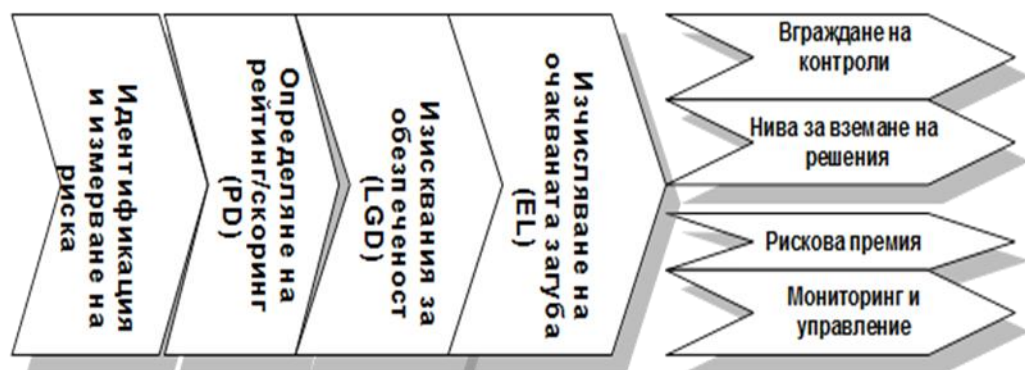 Идентификация
и измерване на
риска
Определяне на
рейтинг/скоринг
(PD)
Изисквания за
обезпеченост
(LGD)
Изчисляване на
очакваната загуба
(EL)
Вграждане на
контроли
Нива за вземане на
решения
Рискова премия
Мониторинг и
управление